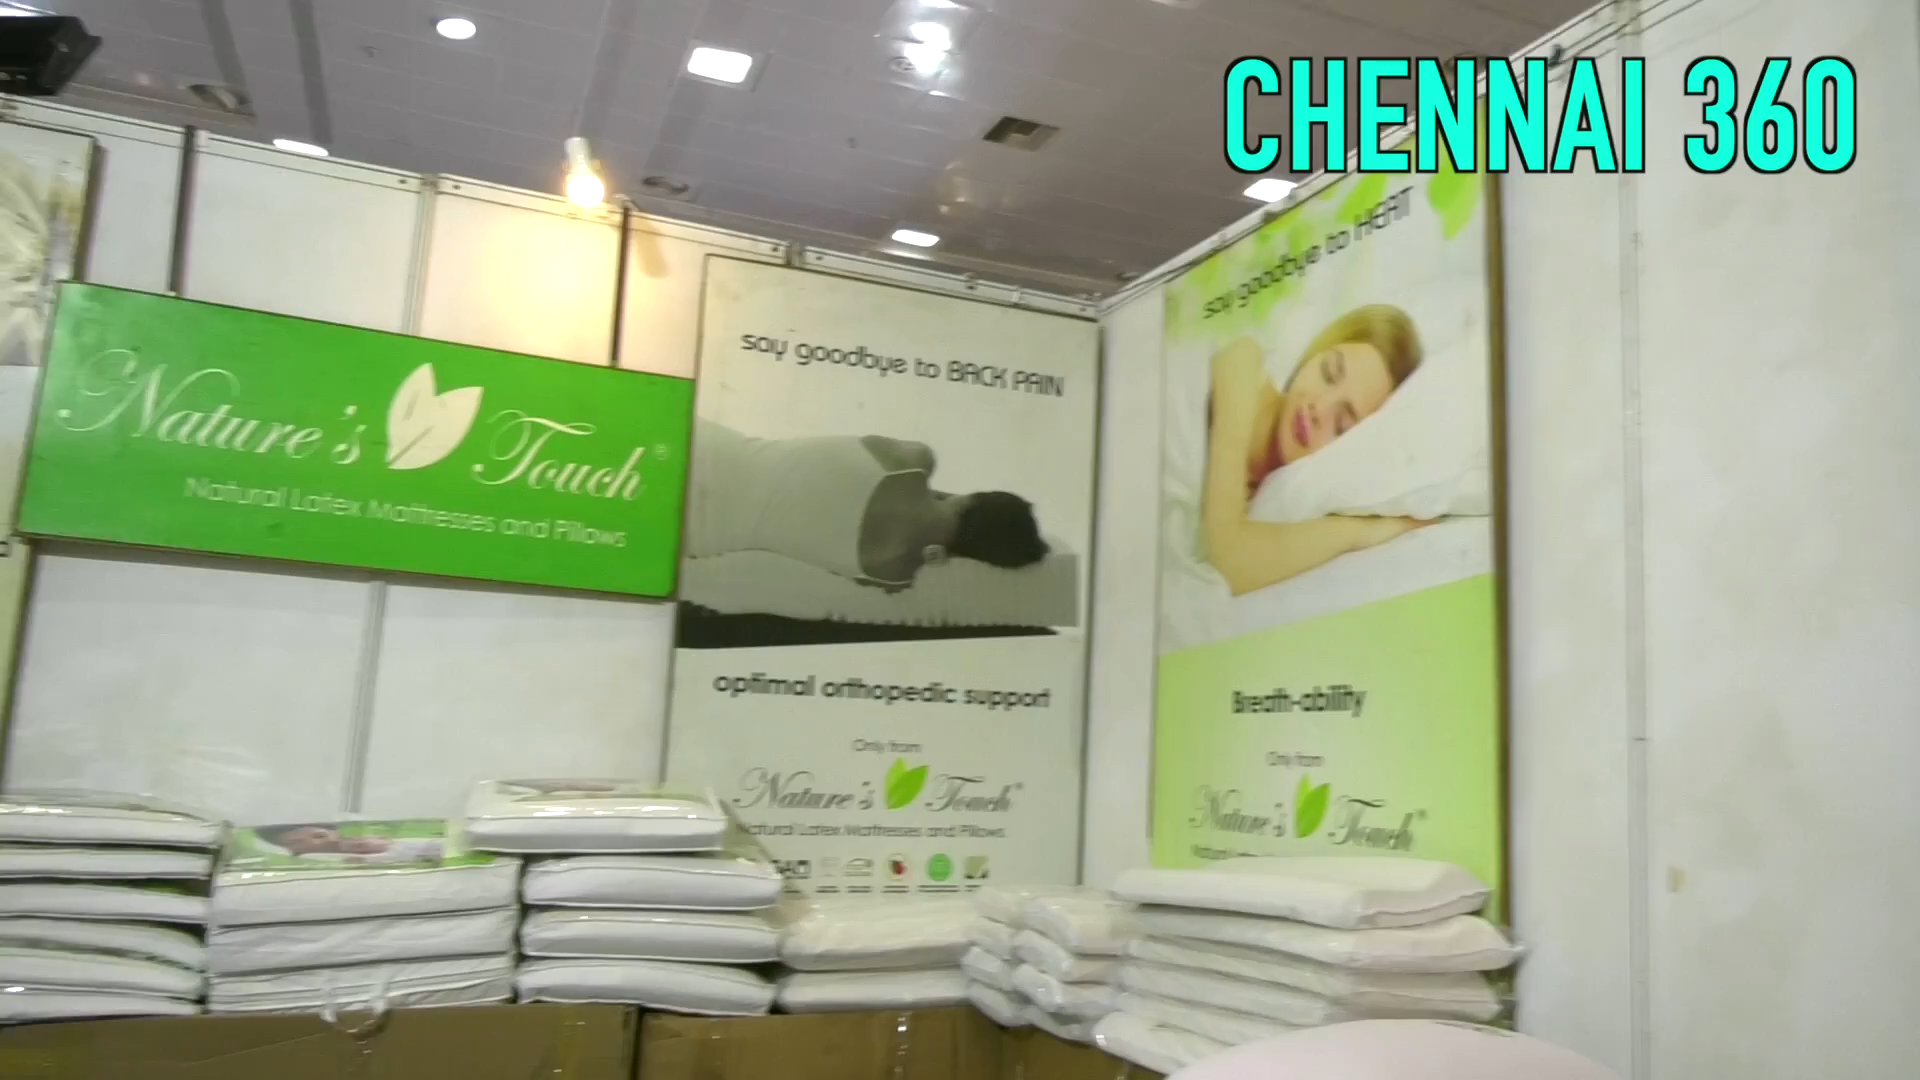 CHENNAI 360
say goodbye to HEAT
say goodbye to BACK PAIN
Nature's Touch®
Natural Latex Mattresses and Pillows
optimal orthopedic support
Only from
Nature's Touch®
Natural Latex Mattresses and Pillows
Breath-ability
Only from
Nature's Touch®